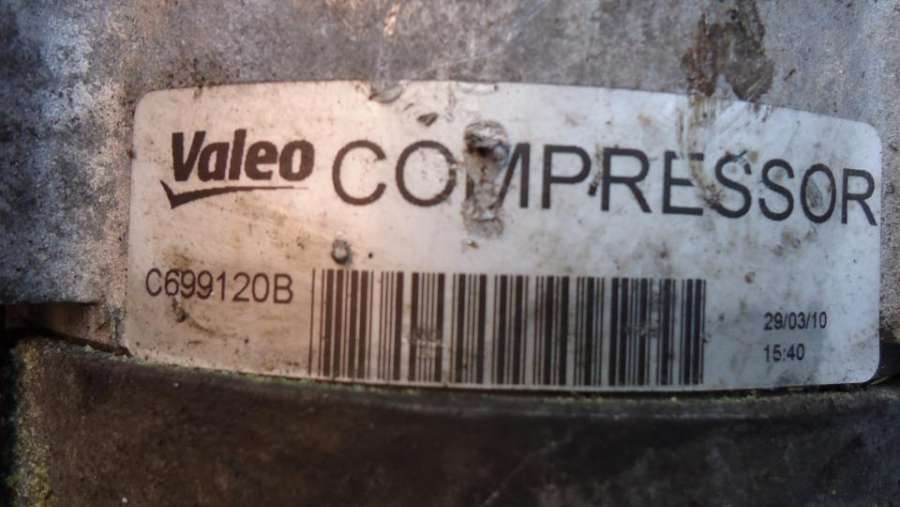 Valeo COMPRESSOR
C699120B
29/03/10
15:40